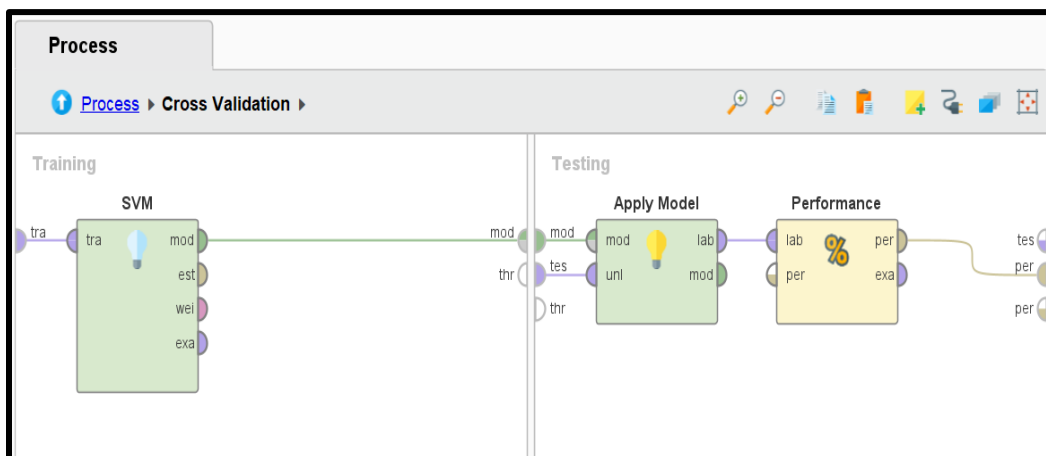 Process
Process ▸ Cross Validation ▸
Training
SVM
tra
tra
mod
est
wei
exa
mod
thr
Testing
Apply Model
Performance
mod
tes
thr
mod
unl
lab
mod
lab
per
%
per
exa
tes
per
per